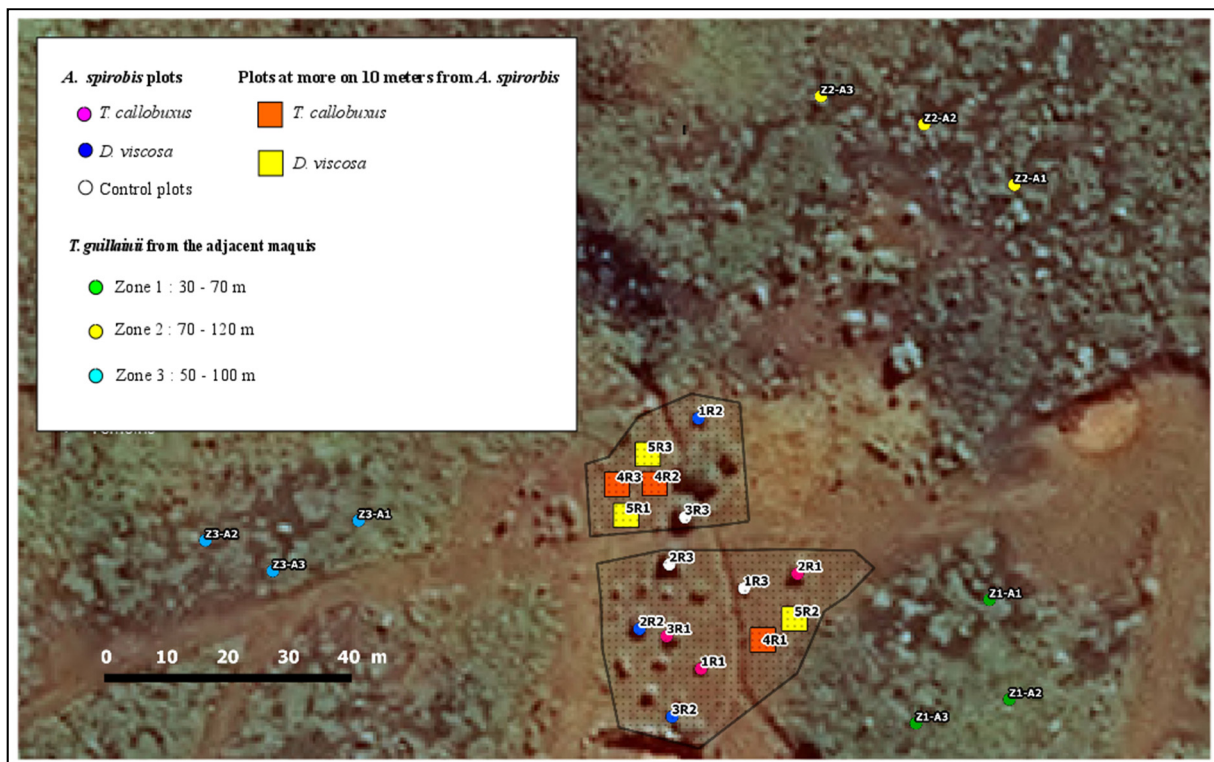 A. spirobis plots
Plots at more on 10 meters from A. spirorbis
T. callobuxus
T. callobuxus
D. viscosa
D. viscosa
Control plots
T. guillainii from the adjacent maquis
Zone 1 : 30 - 70 m
Zone 2 : 70 - 120 m
Zone 3 : 50 - 100 m
Z2-A3
Z2-A2
Z2-A1
1R2
5R3
4R3
4R2
5R1
3R3
Z3-A1
Z3-A2
Z3-A3
2R3
2R1
1R3
Z1-A1
5R2
2R2
3R1
4R1
1R1
0 10 20 30 40 m
Z1-A2
3R2
Z1-A3